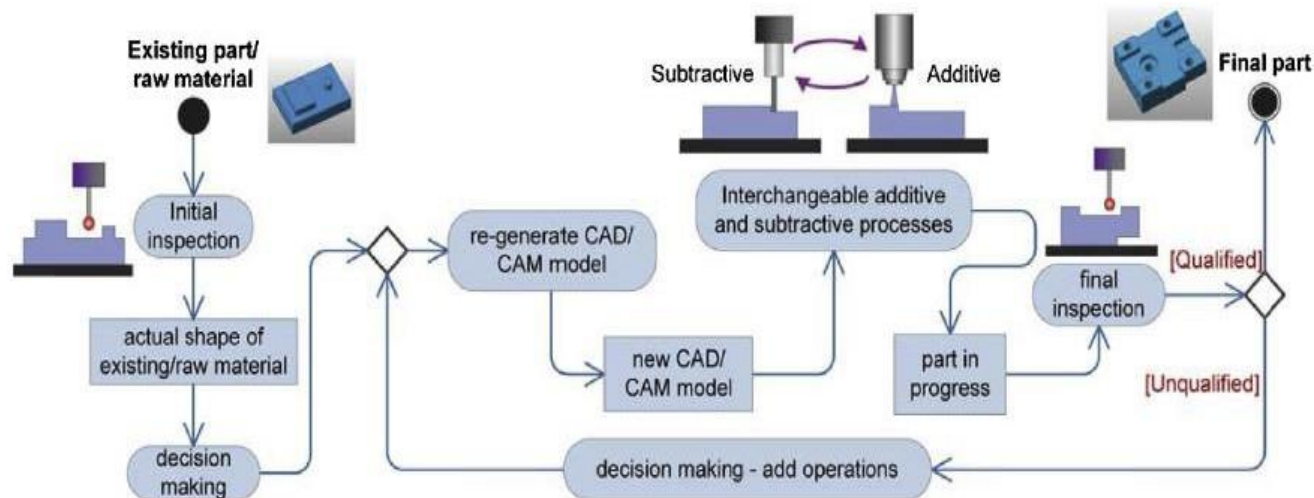 Existing part/
raw material
Initial
inspection
actual shape of
existing/raw material
decision
making
re-generate CAD/
CAM model
new CAD/
CAM model
Subtractive
Additive
Interchangeable additive
and subtractive processes
part in
progress
final
inspection
[Qualified]
[Unqualified]
Final part
decision making - add operations